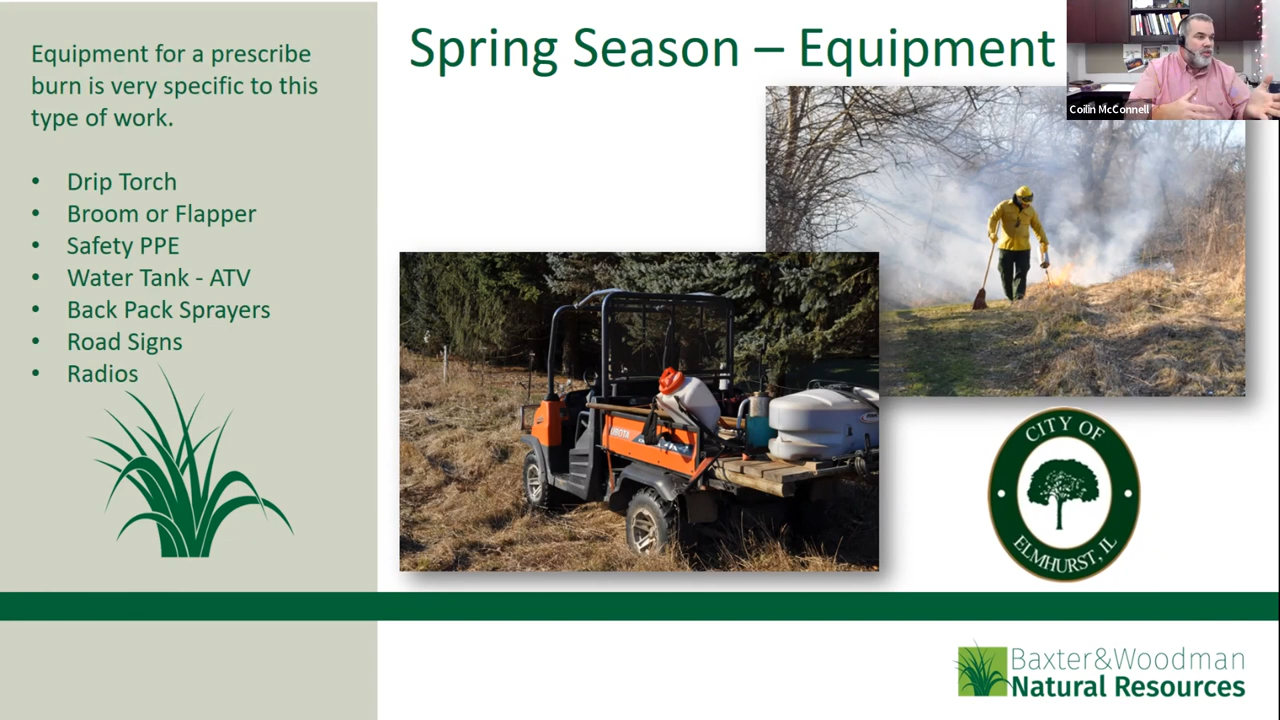 Equipment for a prescribe
burn is very specific to this
type of work.
• Drip Torch
• Broom or Flapper
• Safety PPE
• Water Tank - ATV
• Back Pack Sprayers
• Road Signs
• Radios
Spring Season – Equipment
Coilin McConnell
KUBOTA
CITY OF
ELMHURST, IL
Baxter&Woodman
Natural Resources